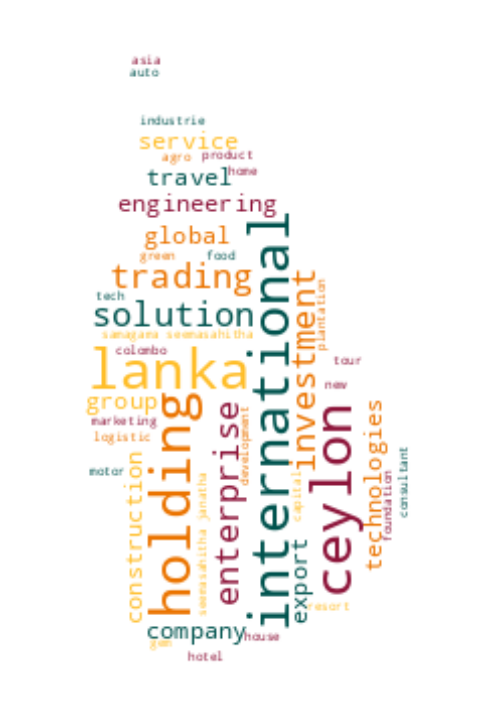 asia
auto
industrie
service
agro
product
home
travel
engineering
global
green
food
trading
tech
solution
samagama seemasahitha
colombo
lanka
tour
new
group
marketing
logistic
motor
construction
holding
seemasahitha janatha
enterprise
development
international
capital
investment
plantation
export
ceylon
technologies
foundation
consultant
resort
company
house
gem
hotel